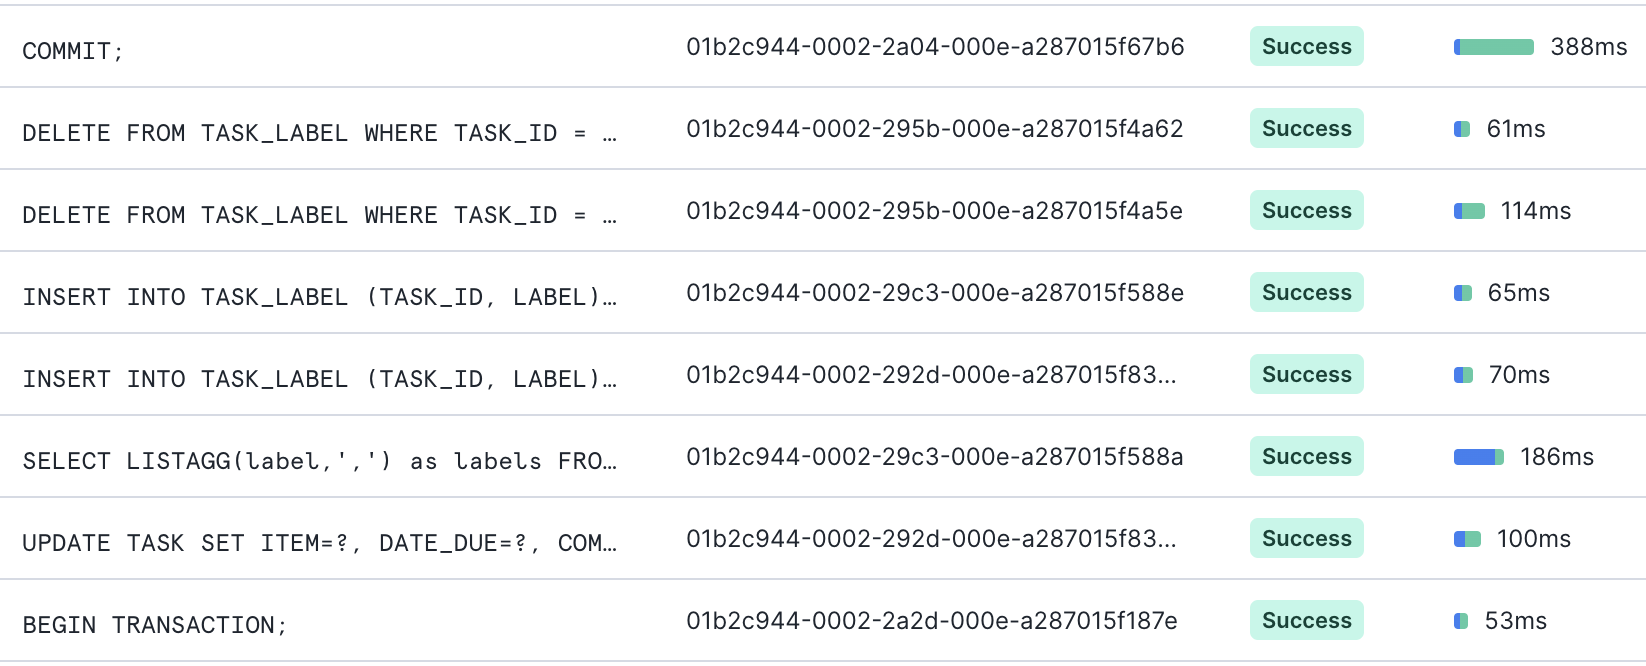 COMMIT; 01b2c944-0002-2a04-000e-a287015f67b6 Success 388ms
DELETE FROM TASK_LABEL WHERE TASK_ID = … 01b2c944-0002-295b-000e-a287015f4a62 Success 61ms
DELETE FROM TASK_LABEL WHERE TASK_ID = … 01b2c944-0002-295b-000e-a287015f4a5e Success 114ms
INSERT INTO TASK_LABEL (TASK_ID, LABEL)… 01b2c944-0002-29c3-000e-a287015f588e Success 65ms
INSERT INTO TASK_LABEL (TASK_ID, LABEL)… 01b2c944-0002-292d-000e-a287015f83… Success 70ms
SELECT LISTAGG(label,',') as labels FRO… 01b2c944-0002-29c3-000e-a287015f588a Success 186ms
UPDATE TASK SET ITEM=?, DATE_DUE=?, COM… 01b2c944-0002-292d-000e-a287015f83… Success 100ms
BEGIN TRANSACTION; 01b2c944-0002-2a2d-000e-a287015f187e Success 53ms